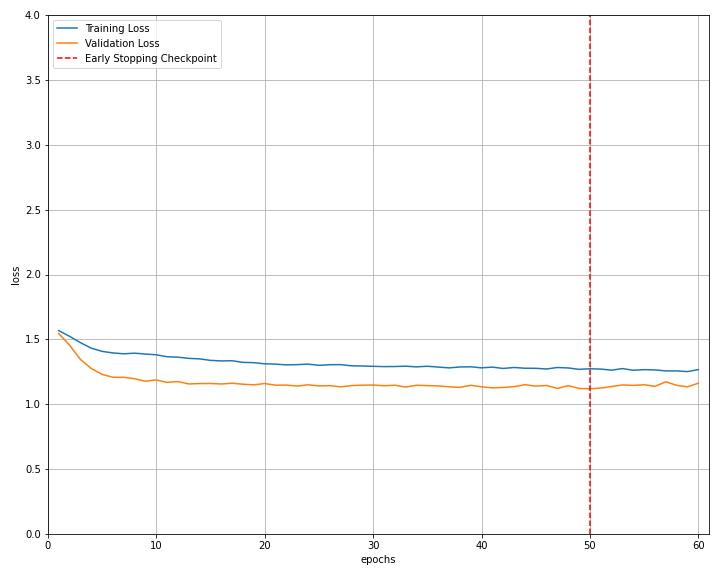 Training Loss
Validation Loss
Early Stopping Checkpoint
4.0
3.5
3.0
2.5
2.0
1.5
1.0
0.5
0.0
loss
0 10 20 30 40 50 60
epochs